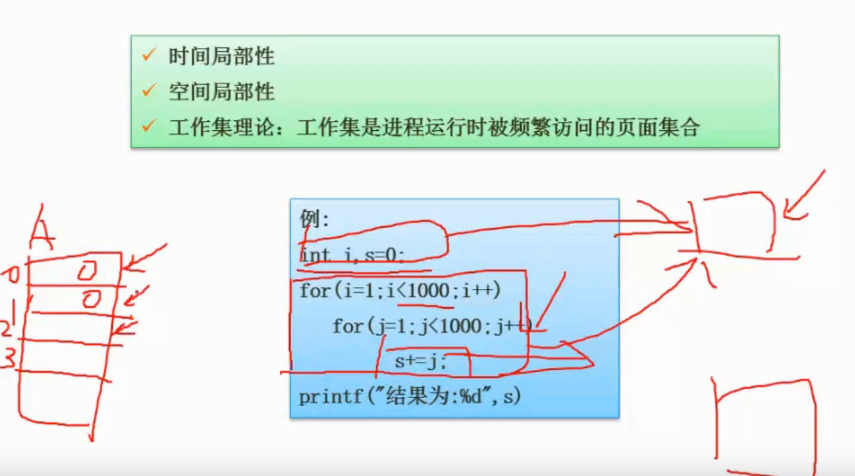 时间局部性
空间局部性
工作集理论：工作集是进程运行时被频繁访问的页面集合
例:
int i,s=0;
for(i=1;i<1000;i++)
for(j=1;j<1000;j++)
s+=j;
printf("结果为:%d",s)
A
0 0
1 0
2
3